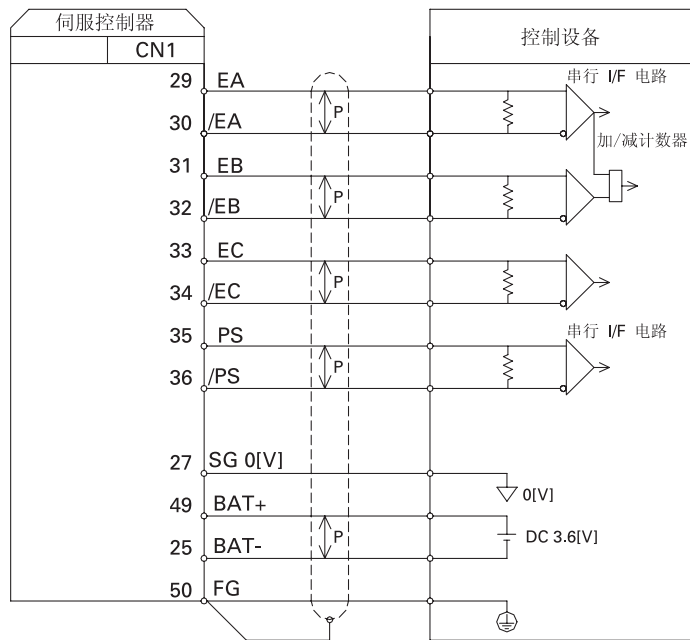 伺服控制器
CN1
控制设备
串行 I/F 电路
29 EA
P
30 /EA
加/减计数器
31 EB
P
32 /EB
33 EC
P
34 /EC
35 PS
串行 I/F 电路
P
36 /PS
27 SG 0[V]
0[V]
49 BAT+
P
DC 3.6[V]
25 BAT-
50 FG